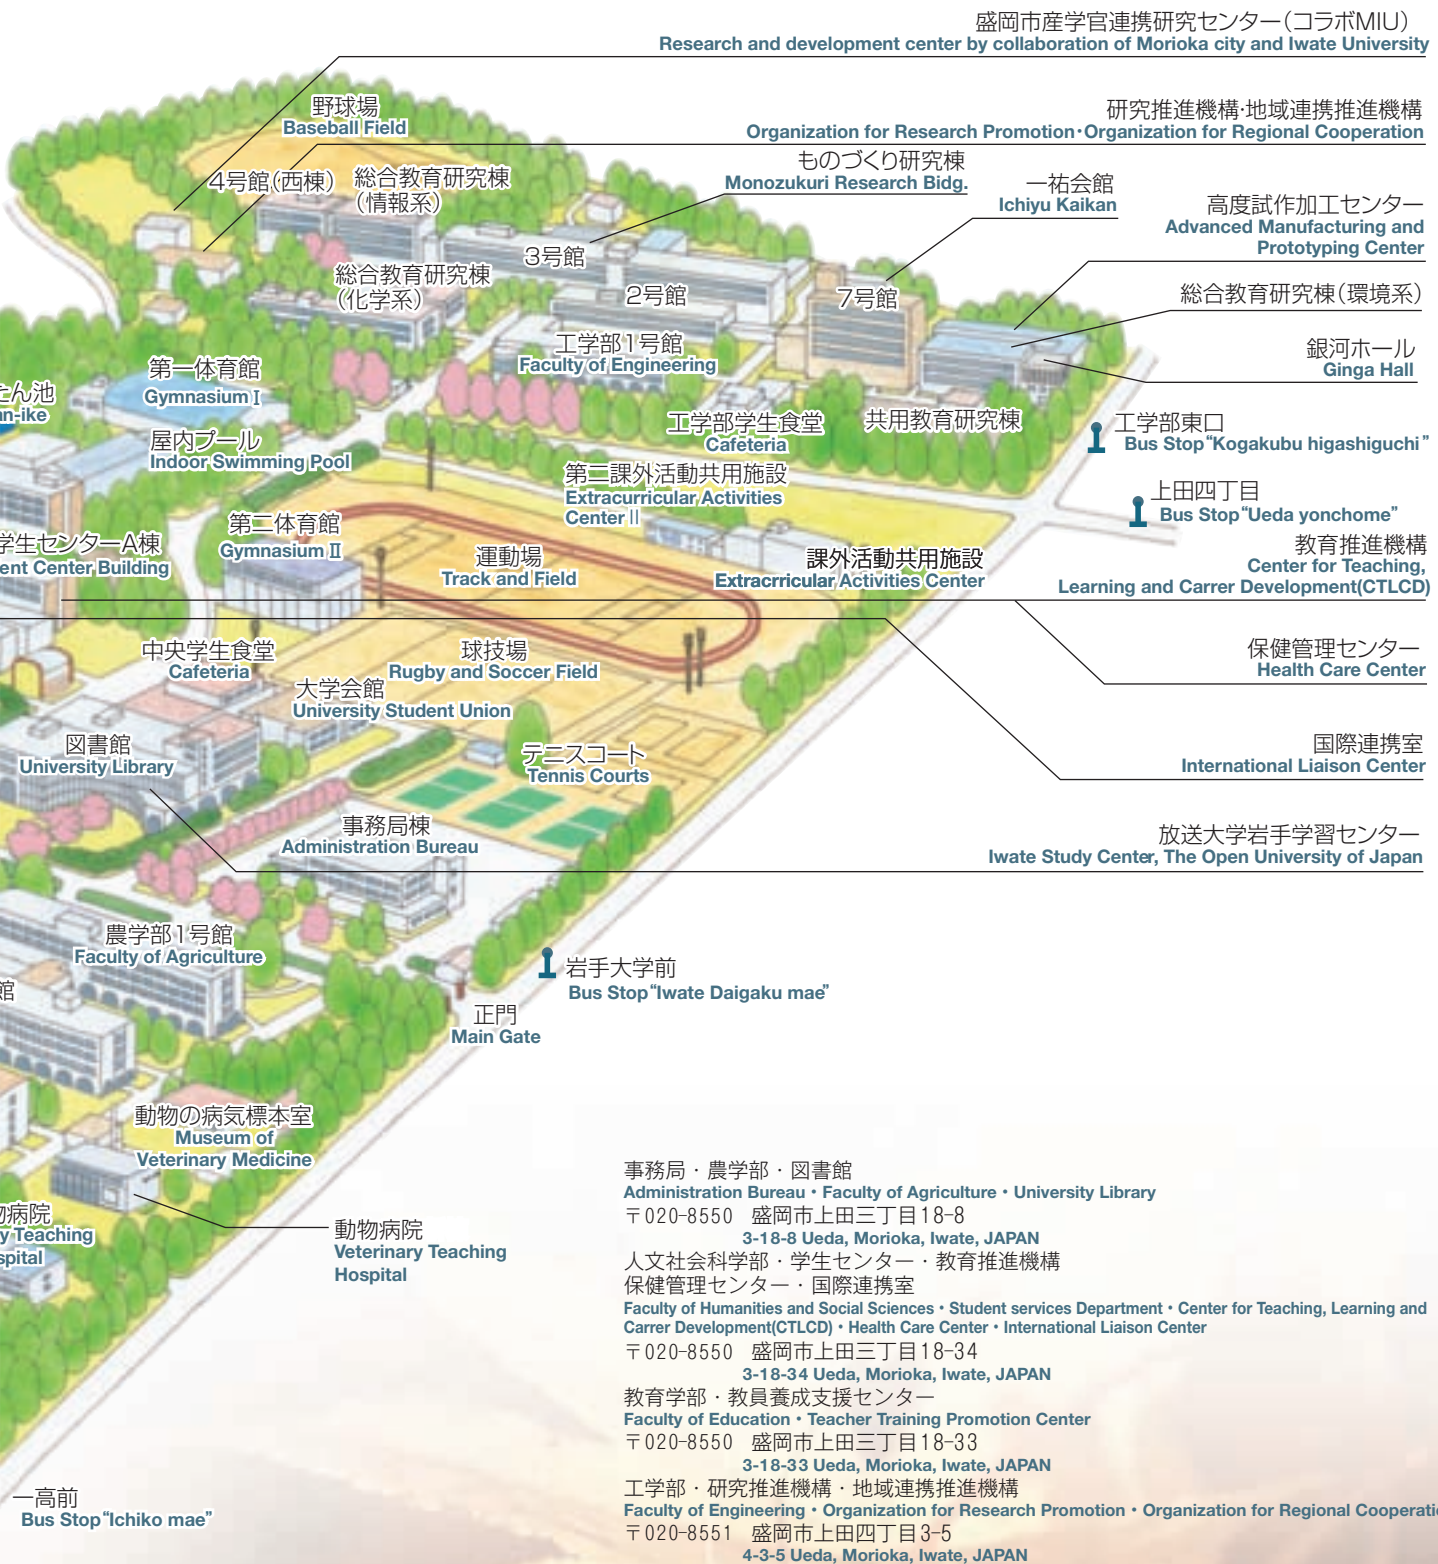 盛岡市産学官連携研究センター(コラボMIU)
Research and development center by collaboration of Morioka city and Iwate University
野球場
Baseball Field
研究推進機構・地域連携推進機構
Organization for Research Promotion・Organization for Regional Cooperation
4号館(西棟)
総合教育研究棟
(情報系)
ものづくり研究棟
Monozukuri Research Bidg.
一祐会館
Ichiyu Kaikan
高度試作加工センター
Advanced Manufacturing and
Prototyping Center
3号館
総合教育研究棟
(化学系)
2号館
7号館
総合教育研究棟(環境系)
工学部1号館
Faculty of Engineering
銀河ホール
Ginga Hall
第一体育館
Gymnasium I
たん池
n-ike
屋内プール
Indoor Swimming Pool
工学部学生食堂
Cafeteria
共用教育研究棟
工学部東口
Bus Stop“Kogakubu higashiguchi”
第二課外活動共用施設
Extracurricular Activities
Center II
上田四丁目
Bus Stop“Ueda yonchome”
学生センターA棟
ent Center Building
第二体育館
Gymnasium II
運動場
Track and Field
課外活動共用施設
Extracrricular Activities Center
教育推進機構
Center for Teaching,
Learning and Carrer Development(CTLCD)
中央学生食堂
Cafeteria
球技場
Rugby and Soccer Field
保健管理センター
Health Care Center
大学会館
University Student Union
図書館
University Library
テニスコート
Tennis Courts
国際連携室
International Liaison Center
事務局棟
Administration Bureau
放送大学岩手学習センター
Iwate Study Center, The Open University of Japan
農学部1号館
Faculty of Agriculture
館
岩手大学前
Bus Stop“Iwate Daigaku mae”
正門
Main Gate
動物の病気標本室
Museum of
Veterinary Medicine
物病院
y Teaching
spital
動物病院
Veterinary Teaching
Hospital
事務局・農学部・図書館
Administration Bureau・Faculty of Agriculture・University Library
〒020-8550 盛岡市上田三丁目18-8
3-18-8 Ueda, Morioka, Iwate, JAPAN
人文社会科学部・学生センター・教育推進機構
保健管理センター・国際連携室
Faculty of Humanities and Social Sciences・Student services Department・Center for Teaching, Learning and
Carrer Development(CTLCD)・Health Care Center・International Liaison Center
〒020-8550 盛岡市上田三丁目18-34
3-18-34 Ueda, Morioka, Iwate, JAPAN
教育学部・教員養成支援センター
Faculty of Education・Teacher Training Promotion Center
〒020-8550 盛岡市上田三丁目18-33
3-18-33 Ueda, Morioka, Iwate, JAPAN
工学部・研究推進機構・地域連携推進機構
Faculty of Engineering・Organization for Research Promotion・Organization for Regional Cooperati
〒020-8551 盛岡市上田四丁目3-5
4-3-5 Ueda, Morioka, Iwate, JAPAN
一高前
Bus Stop“Ichiko mae”